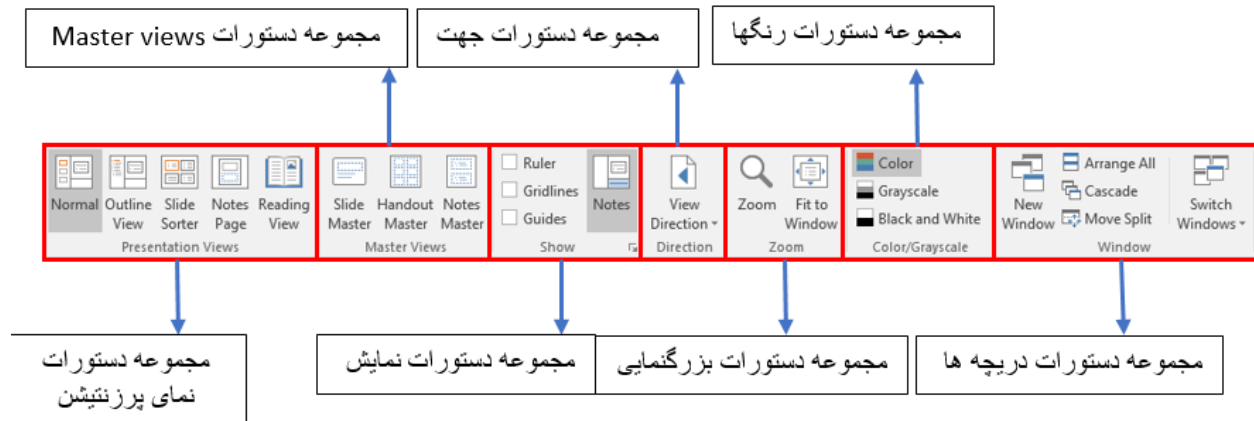 مجموعه دستورات Master views
مجموعه دستورات جهت
مجموعه دستورات رنگها
Normal
Outline View
Slide Sorter
Notes Page
Reading View
Presentation Views
Slide Master
Handout Master
Notes Master
Master Views
Ruler
Gridlines
Guides
Notes
Show
View Direction
Direction
Zoom
Fit to Window
Zoom
Color
Grayscale
Black and White
Color/Grayscale
New Window
Arrange All
Cascade
Move Split
Switch Windows
Window
مجموعه دستورات
نمای پرزنتیشن
مجموعه دستورات نمایش
مجموعه دستورات بزرگنمایی
مجموعه دستورات دریچه ها